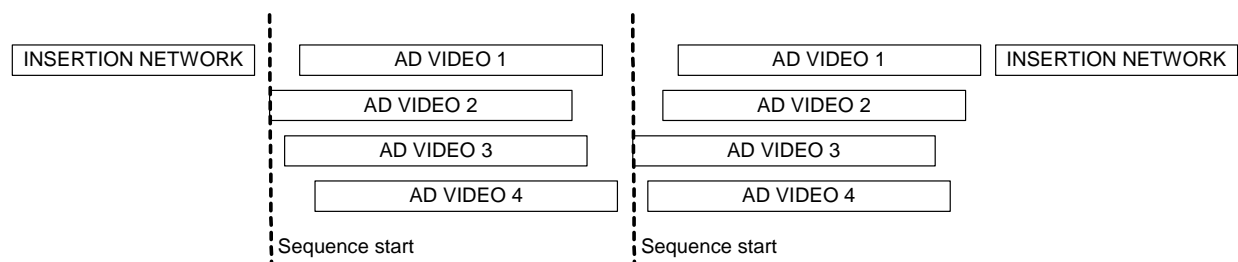 INSERTION NETWORK AD VIDEO 1 AD VIDEO 1 INSERTION NETWORK
AD VIDEO 2 AD VIDEO 2
AD VIDEO 3 AD VIDEO 3
AD VIDEO 4 AD VIDEO 4
Sequence start Sequence start